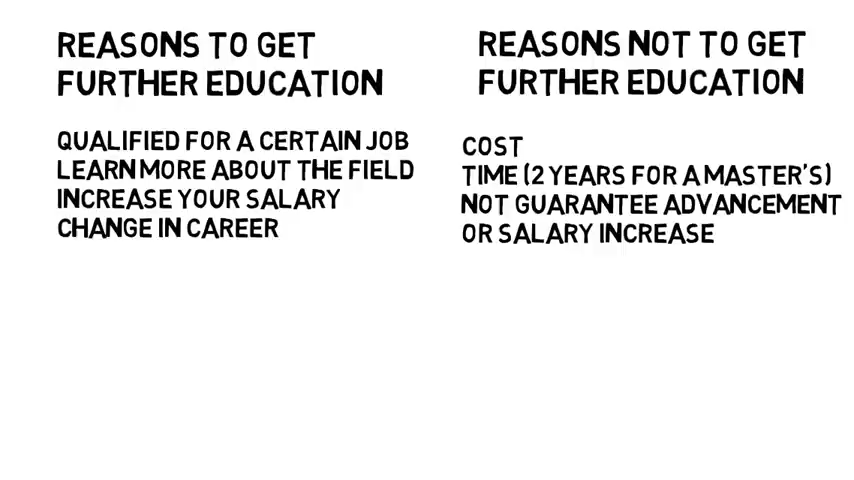 REASONS TO GET
FURTHER EDUCATION
QUALIFIED FOR A CERTAIN JOB
LEARN MORE ABOUT THE FIELD
INCREASE YOUR SALARY
CHANGE IN CAREER
REASONS NOT TO GET
FURTHER EDUCATION
COST
TIME (2 YEARS FOR A MASTER'S)
NOT GUARANTEE ADVANCEMENT
OR SALARY INCREASE